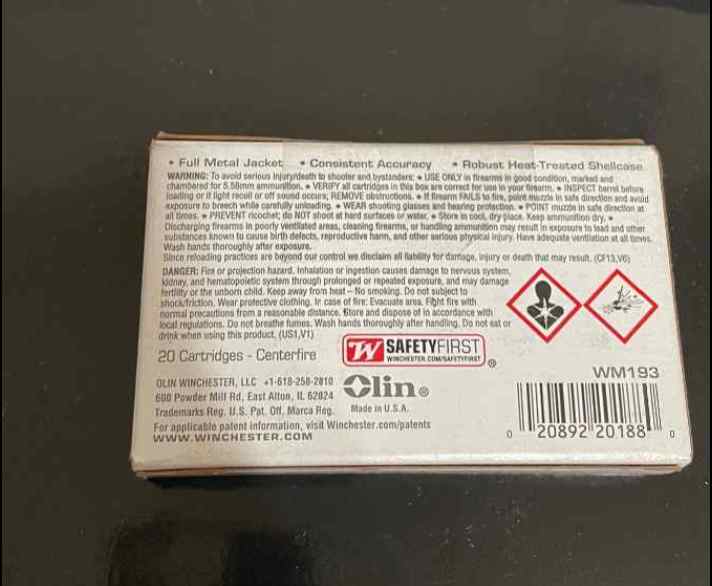 • Full Metal Jacket • Consistent Accuracy • Robust Heat-Treated Shellcase
WARNING: To avoid serious injury/death to shooter and bystanders: • USE ONLY in firearms in good condition, marked and
chambered for 5.56mm ammunition. • VERIFY all cartridges in this box are correct for use in your firearm. • INSPECT barrel before
loading or if light recoil or off sound occurs; REMOVE obstructions. • If firearm FAILS to fire, point muzzle in safe direction and avoid
exposure to breech while carefully unloading. • WEAR shooting glasses and hearing protection. • POINT muzzle in safe direction at
all times. • PREVENT ricochet; do NOT shoot at hard surfaces or water. • Store in cool, dry place. Keep ammunition dry. •
Discharging firearms in poorly ventilated areas, cleaning firearms, or handling ammunition may result in exposure to lead and other
substances known to cause birth defects, reproductive harm, and other serious physical injury. Have adequate ventilation at all times.
Wash hands thoroughly after exposure.
Since reloading practices are beyond our control we disclaim all liability for damage, injury or death that may result. (CF13,V6)
DANGER: Fire or projection hazard. Inhalation or ingestion causes damage to nervous system,
kidney, and hematopoietic system through prolonged or repeated exposure, and may damage
fertility or the unborn child. Keep away from heat – No smoking. Do not subject to
shock/friction. Wear protective clothing. In case of fire: Evacuate area. Fight fire with
normal precautions from a reasonable distance. Store and dispose of in accordance with
local regulations. Do not breathe fumes. Wash hands thoroughly after handling. Do not eat or
drink when using this product. (US1,V1)
20 Cartridges - Centerfire
W SAFETYFIRST
WINCHESTER.COM/SAFETYFIRST ®
WM193
OLIN WINCHESTER, LLC +1-618-258-2810
600 Powder Mill Rd, East Alton, IL 62024
Trademarks Reg. U.S. Pat. Off, Marca Reg.
Olin®
Made in U.S.A.
For applicable patent information, visit Winchester.com/patents
WWW.WINCHESTER.COM
0 20892 20188 0